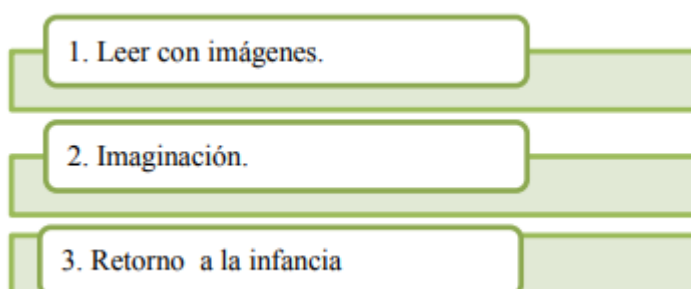 1. Leer con imágenes.
2. Imaginación.
3. Retorno a la infancia